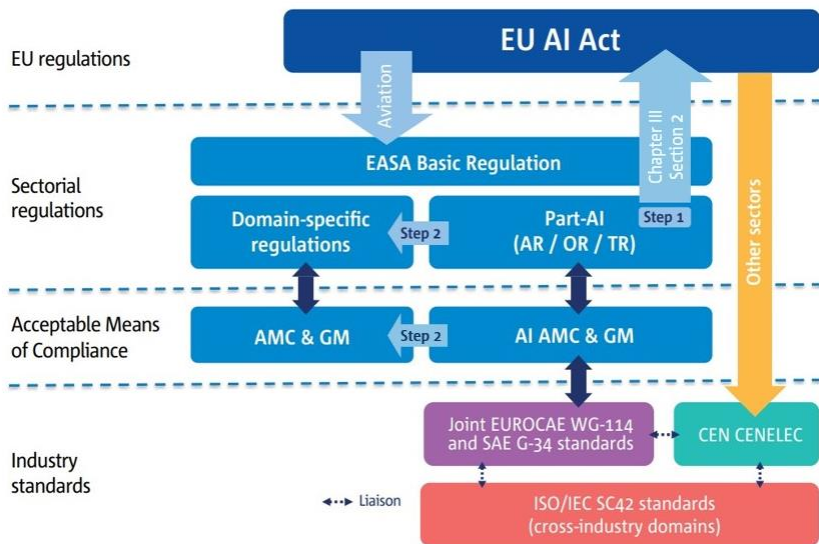 EU regulations
EU AI Act
Aviation
Chapter III
Section 2
Other sectors
Sectorial
regulations
EASA Basic Regulation
Domain-specific
regulations
Step 2
Part-AI
(AR / OR / TR)
Step 1
Acceptable Means
of Compliance
AMC & GM
Step 2
AI AMC & GM
Industry
standards
Joint EUROCAE WG-114
and SAE G-34 standards
CEN CENELEC
Liaison
ISO/IEC SC42 standards
(cross-industry domains)